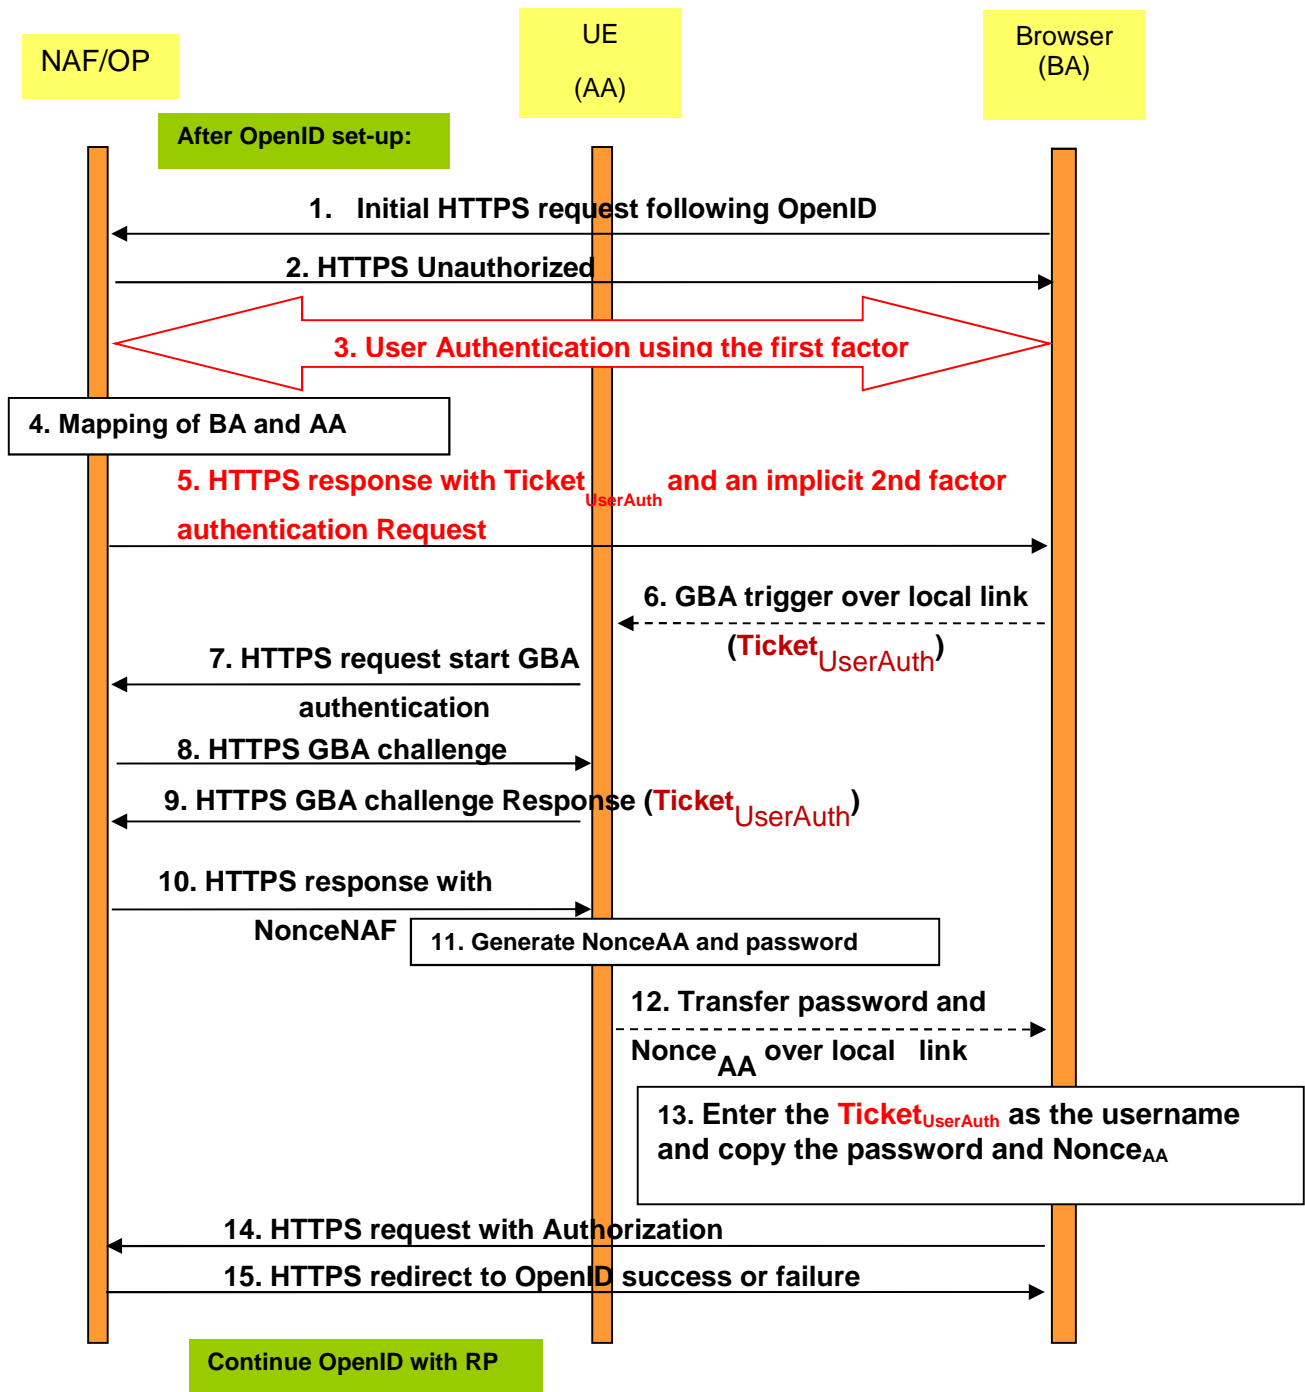 NAF/OP
UE
(AA)
Browser
(BA)
After OpenID set-up:
1. Initial HTTPS request following OpenID
2. HTTPS Unauthorized
3. User Authentication using the first factor
4. Mapping of BA and AA
5. HTTPS response with TicketUserAuth and an implicit 2nd factor
authentication Request
6. GBA trigger over local link
(TicketUserAuth)
7. HTTPS request start GBA
authentication
8. HTTPS GBA challenge
9. HTTPS GBA challenge Response (TicketUserAuth)
10. HTTPS response with
NonceNAF
11. Generate NonceAA and password
12. Transfer password and
NonceAA over local link
13. Enter the TicketUserAuth as the username
and copy the password and NonceAA
14. HTTPS request with Authorization
15. HTTPS redirect to OpenID success or failure
Continue OpenID with RP